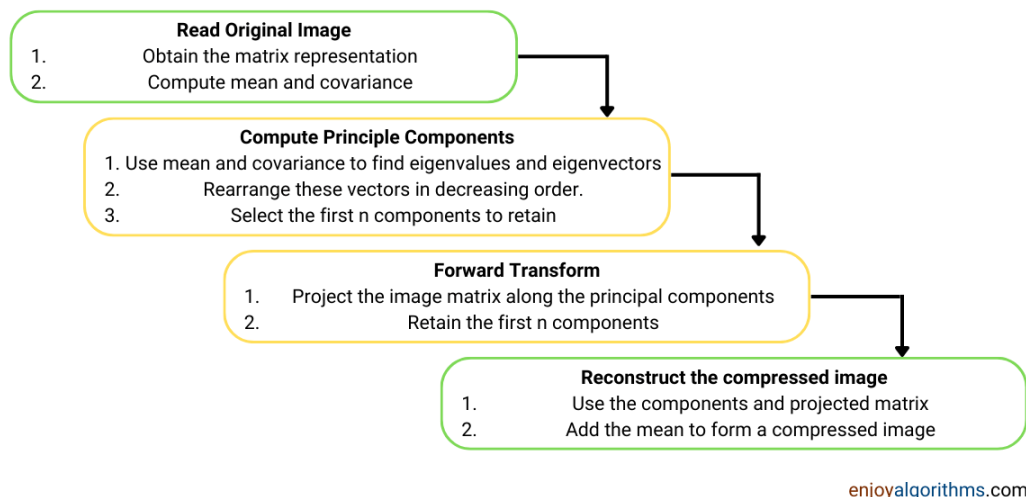 Read Original Image
1. Obtain the matrix representation
2. Compute mean and covariance
Compute Principle Components
1. Use mean and covariance to find eigenvalues and eigenvectors
2. Rearrange these vectors in decreasing order.
3. Select the first n components to retain
Forward Transform
1. Project the image matrix along the principal components
2. Retain the first n components
Reconstruct the compressed image
1. Use the components and projected matrix
2. Add the mean to form a compressed image
enjoyalgorithms.com